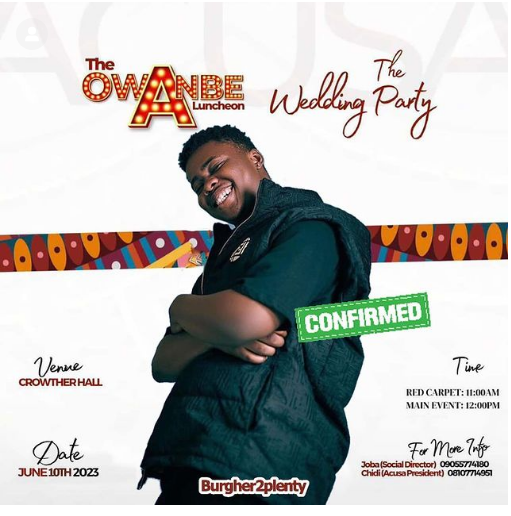 ACUSA
The
OWANBE
Luncheon
The
Wedding Party
CONFIRMED
Venue
CROWTHER HALL
Time
RED CARPET: 11:00AM
MAIN EVENT: 12:00PM
Date
JUNE 10TH 2023
For More Info
Joba (Social Director) 09055774180
Chidi (Acusa President) 08107714951
Burgher2plenty